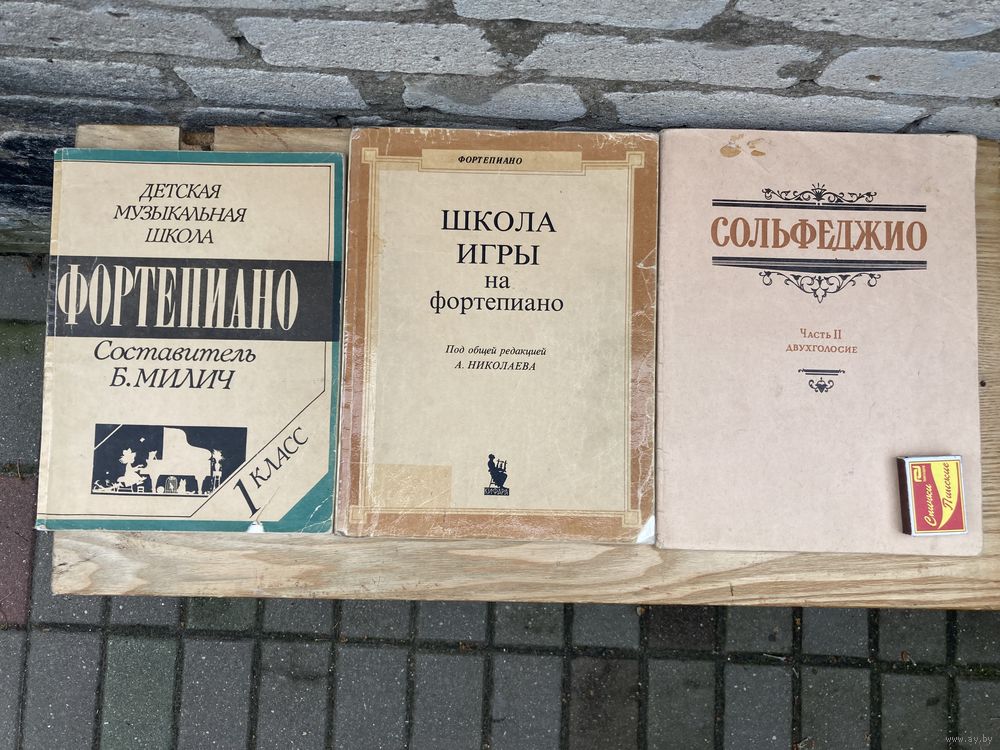 ДЕТСКАЯ
МУЗЫКАЛЬНАЯ
ШКОЛА
ФОРТЕПИАНО
Составитель
Б. МИЛИЧ
1 КЛАСС
ФОРТЕПИАНО
ШКОЛА
ИГРЫ
на
фортепиано
Под общей редакцией
А. НИКОЛАЕВА
КИФАРА
СОЛЬФЕДЖИО
Часть II
ДВУХГОЛОСИЕ
Спички
Пинские
www.ay.by